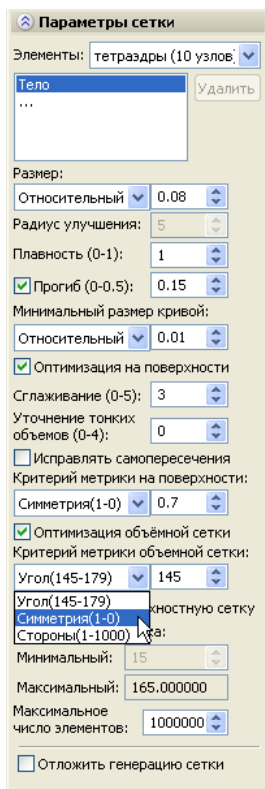 Параметры сетки
Элементы: тетраэдры (10 узлов)
Тело
...
Удалить
Размер:
Относительный 0.08
Радиус улучшения: 5
Плавность (0-1): 1
Прогиб (0-0.5): 0.15
Минимальный размер кривой:
Относительный 0.01
Оптимизация на поверхности
Сглаживание (0-5): 3
Уточнение тонких
объемов (0-4): 0
Исправлять самопересечения
Критерий метрики на поверхности:
Симметрия(1-0) 0.7
Оптимизация объёмной сетки
Критерий метрики объемной сетки:
Угол(145-179) 145
Угол(145-179)
Симметрия(1-0) хностную сетку
Стороны(1-1000) та:
Минимальный: 15
Максимальный: 165.000000
Максимальное
число элементов: 1000000
Отложить генерацию сетки